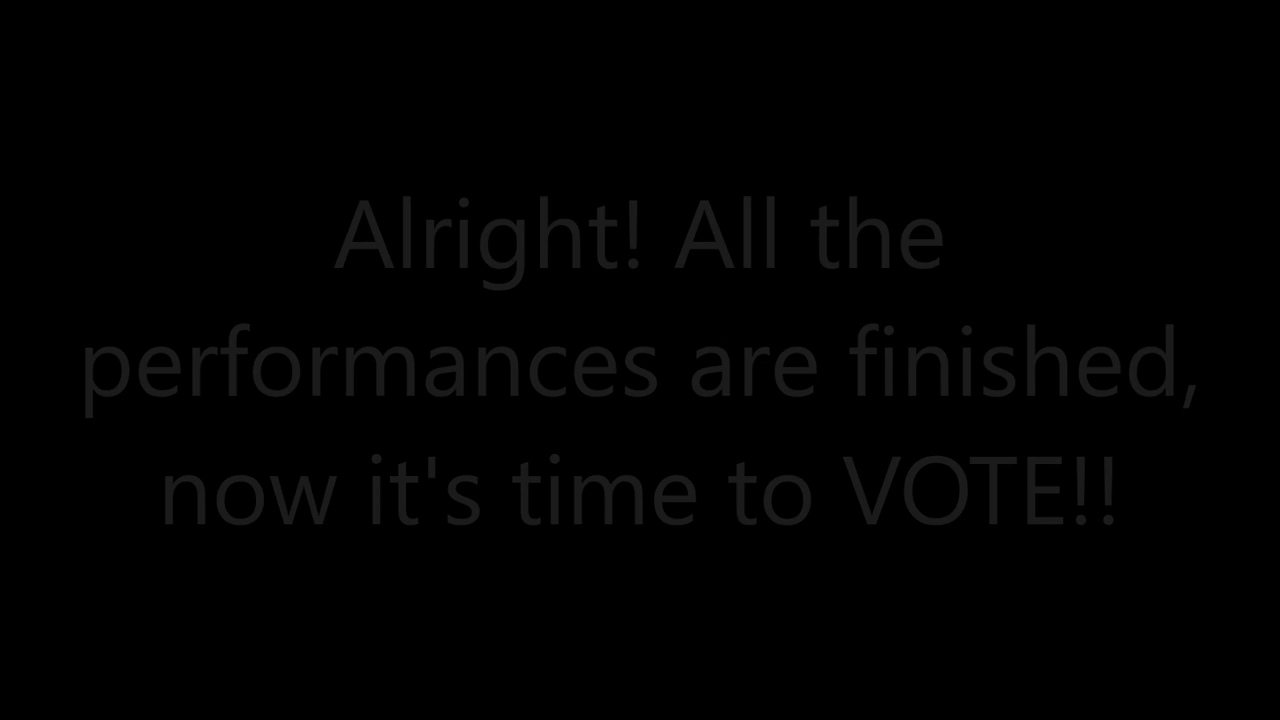 Alright! All the
performances are finished,
now it's time to VOTE!!